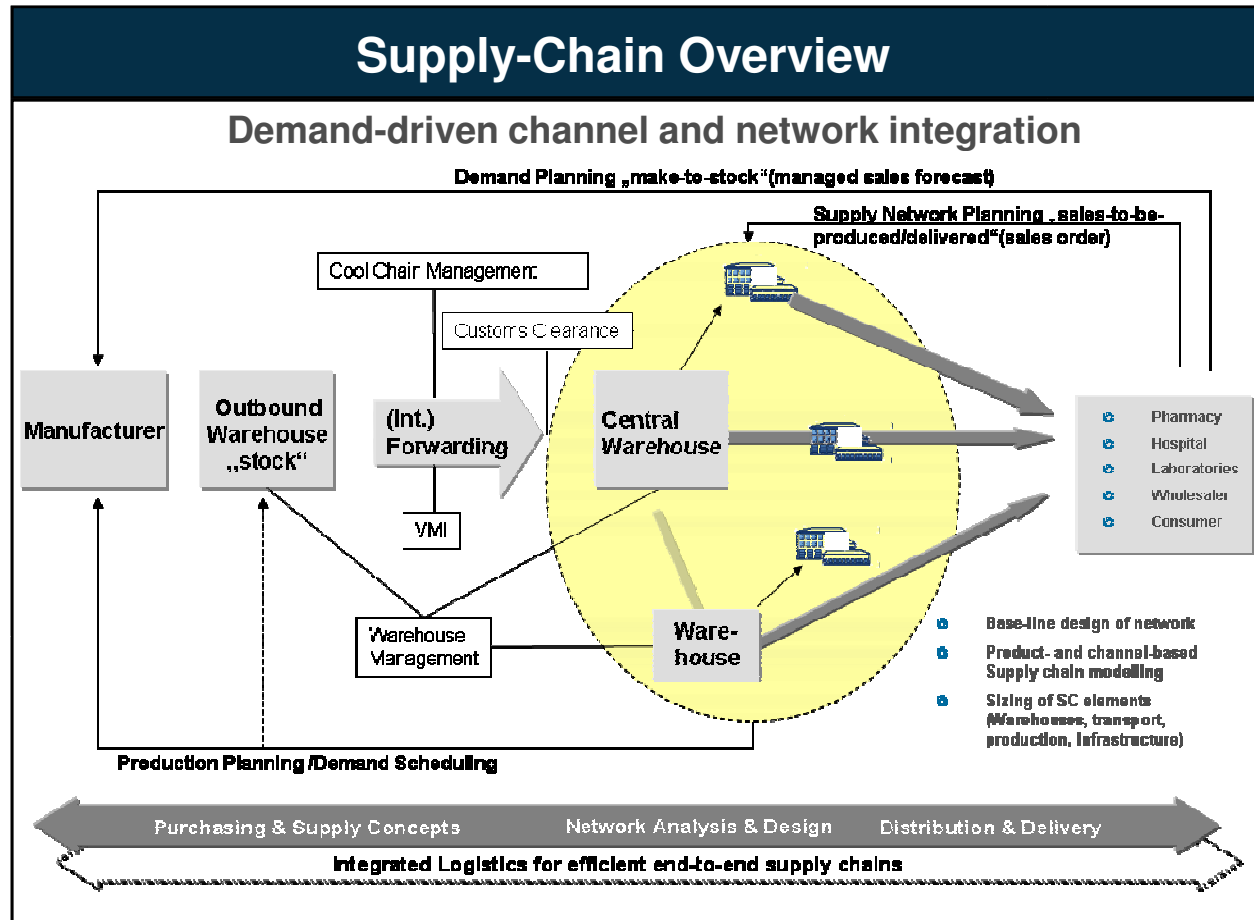 Supply-Chain Overview
Demand-driven channel and network integration
Demand Planning „make-to-stock“(managed sales forecast)
Supply Network Planning „sales-to-be-
produced/delivered“(sales order)
Cool Chair Management
Customs Clearance
Manufacturer
Outbound
Warehouse
„stock“
(Int.)
Forwarding
Central
Warehouse
Pharmacy
Hospital
Laboratories
Wholesaler
Consumer
VMI
Warehouse
Management
Ware-
house
Base-line design of network
Product- and channel-based
Supply chain modelling
Sizing of SC elements
(Warehouses, transport,
production, infrastructure)
Production Planning /Demand Scheduling
Purchasing & Supply Concepts
Network Analysis & Design
Distribution & Delivery
Integrated Logistics for efficient end-to-end supply chains